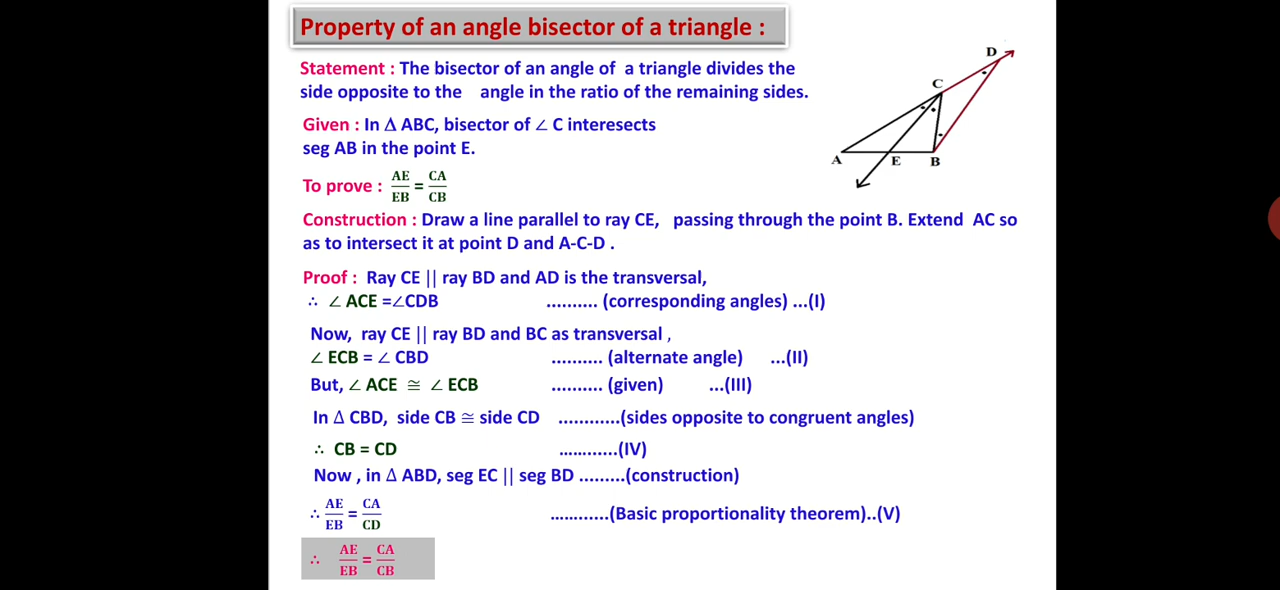 Property of an angle bisector of a triangle :
Statement : The bisector of an angle of a triangle divides the
side opposite to the angle in the ratio of the remaining sides.
Given : In Δ ABC, bisector of ∠ C interesects
seg AB in the point E.
To prove : AE/EB = CA/CB
Construction : Draw a line parallel to ray CE, passing through the point B. Extend AC so
as to intersect it at point D and A-C-D .
Proof : Ray CE || ray BD and AD is the transversal,
∴ ∠ ACE =∠CDB .......... (corresponding angles) ...(I)
Now, ray CE || ray BD and BC as transversal ,
∠ ECB = ∠ CBD .......... (alternate angle) ...(II)
But, ∠ ACE ≅ ∠ ECB .......... (given) ...(III)
In Δ CBD, side CB ≅ side CD ............(sides opposite to congruent angles)
∴ CB = CD ............(IV)
Now , in Δ ABD, seg EC || seg BD .........(construction)
∴ AE/EB = CA/CD ............(Basic proportionality theorem)..(V)
∴ AE/EB = CA/CB
D
C
A
E
B